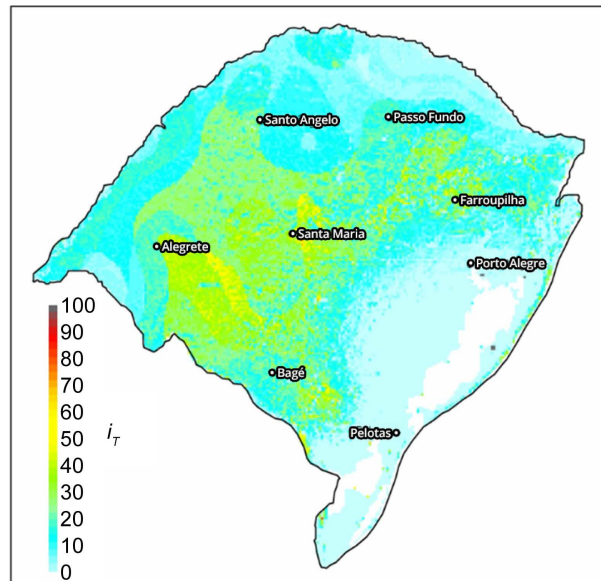 Santo Angelo
Passo Fundo
Farroupilha
Santa Maria
Alegrete
Porto Alegre
100
90
80
70
60
50
40
30
20
10
0
i_T
Bagé
Pelotas